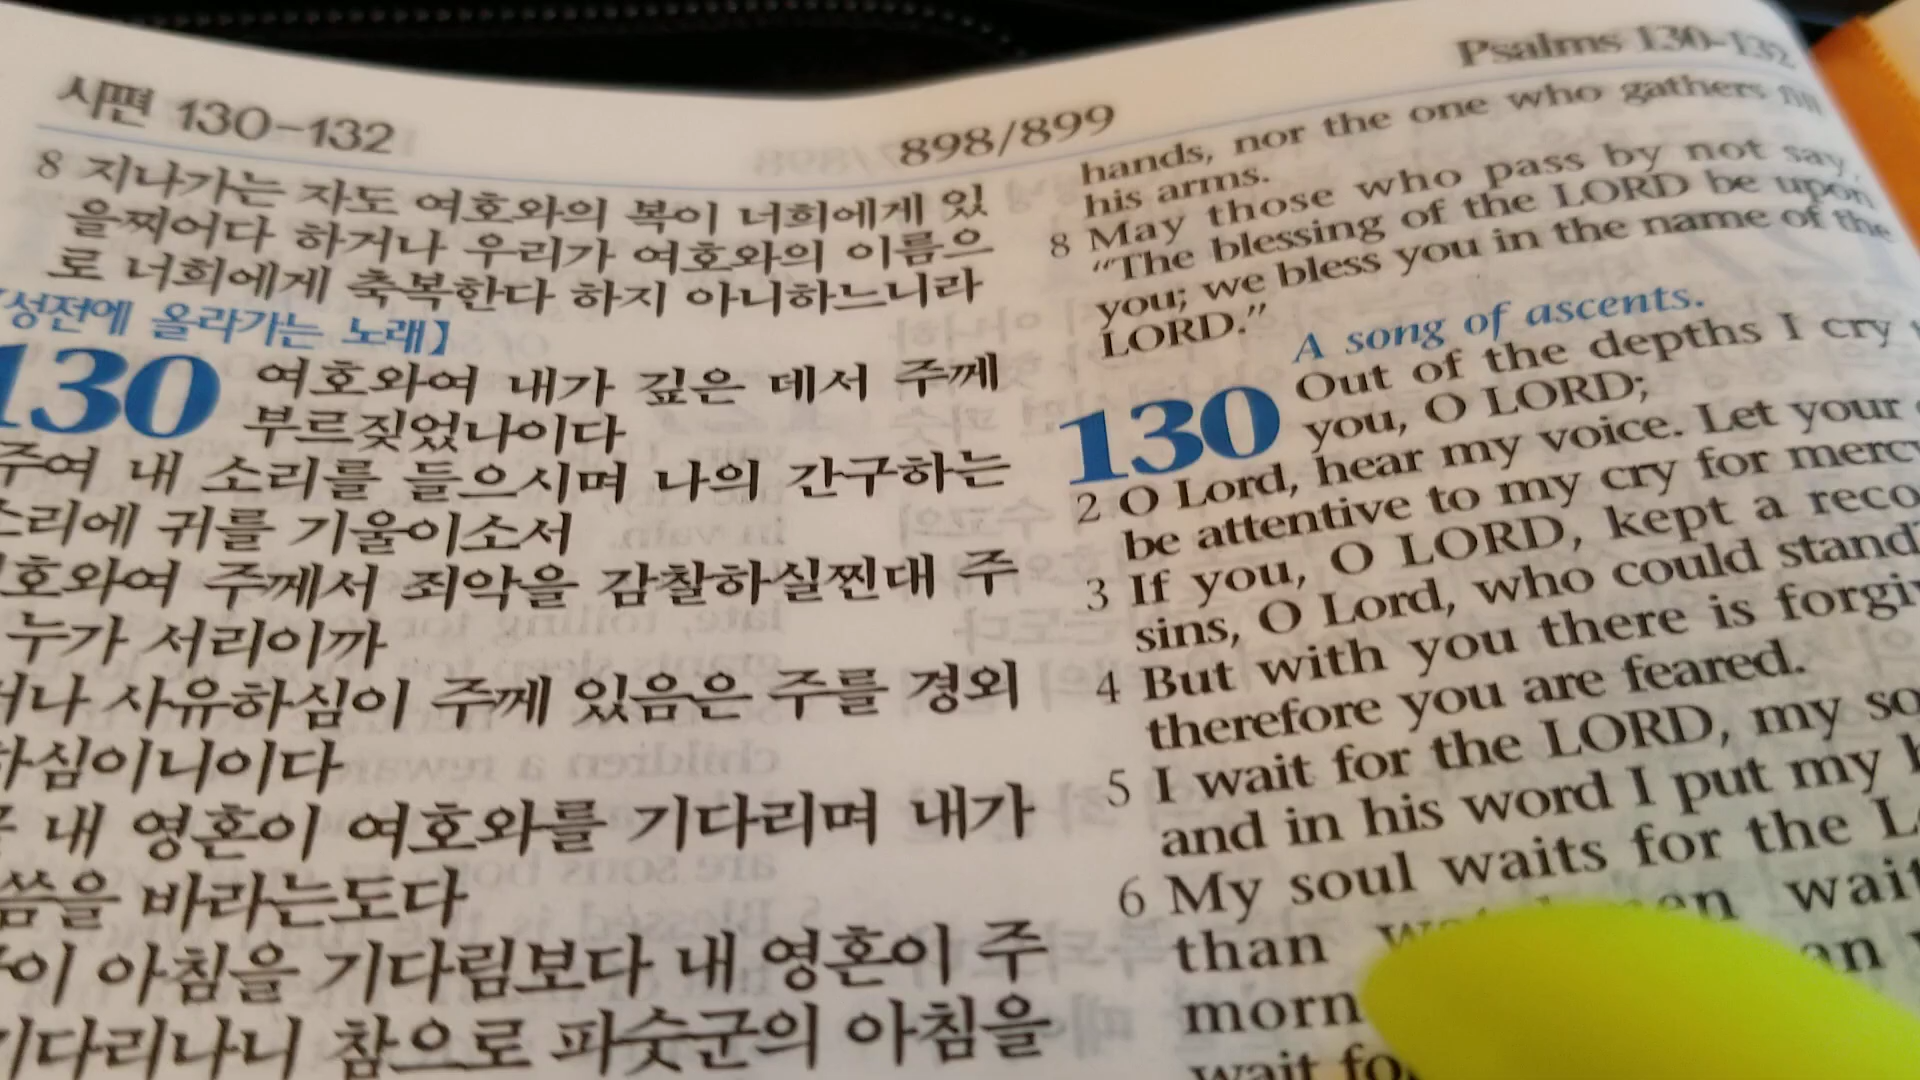 시편 130-132
898/899
Psalms 130-132
8 지나가는 자도 여호와의 복이 너희에게 있
을찌어다 하거나 우리가 여호와의 이름으
로 너희에게 축복한다 하지 아니하느니라
성전에 올라가는 노래】
130 여호와여 내가 깊은 데서 주께
부르짖었나이다
주여 내 소리를 들으시며 나의 간구하는
소리에 귀를 기울이소서
호와여 주께서 죄악을 감찰하실찐대 주
누가 서리이까
나 사유하심이 주께 있음은 주를 경외
하심이니이다
내 영혼이 여호와를 기다리며 내가
씀을 바라는도다
이 아침을 기다림보다 내 영혼이 주
기다리나니 참으로 파숫군의 아침을
hands, nor the one who gathers
his arms.
8 May those who pass by not say,
“The blessing of the LORD be upon
you; we bless you in the name of the
LORD.”
A song of ascents.
130 Out of the depths I cry
you, O LORD;
2 O Lord, hear my voice. Let your
be attentive to my cry for merc
3 If you, O LORD, kept a reco
sins, O Lord, who could stand
4 But with you there is forgi
therefore you are feared.
5 I wait for the LORD, my so
and in his word I put my
6 My soul waits for the L
than wait
morn
wait fo